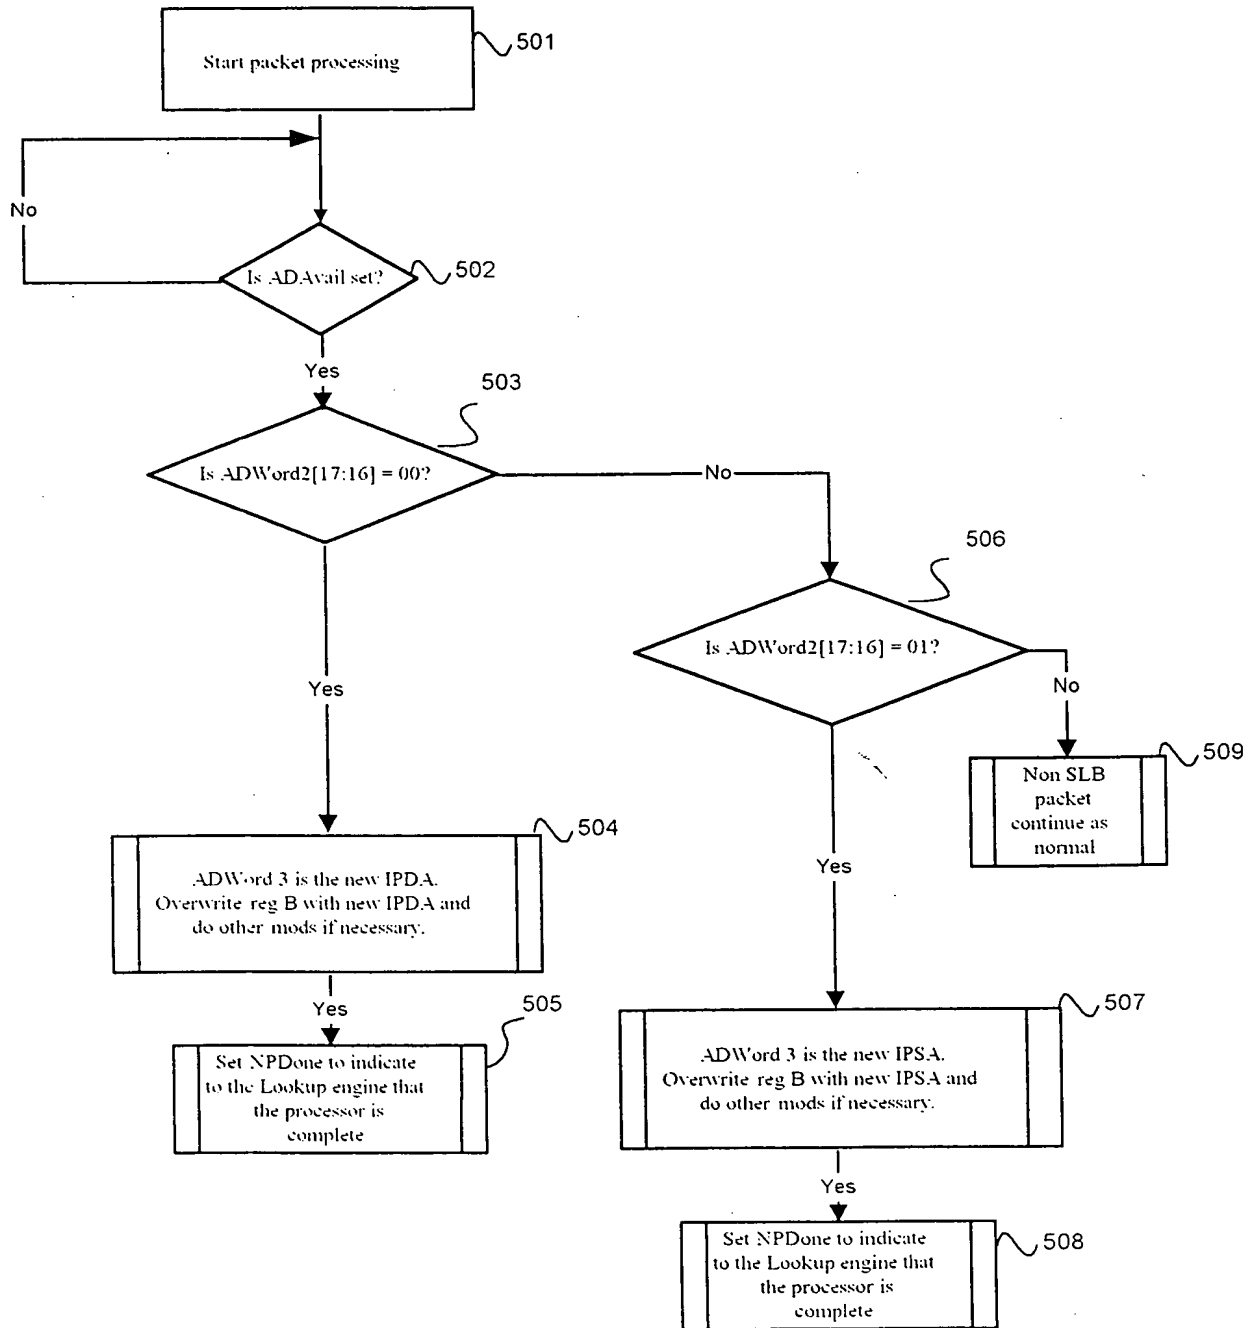 Start packet processing
501
No
Is ADAvail set?
502
Yes
503
Is ADWord2[17:16] = 00?
No
506
Is ADWord2[17:16] = 01?
Yes
No
509
Non SLB
packet
continue as
normal
504
ADWord 3 is the new IPDA.
Overwrite reg B with new IPDA and
do other mods if necessary.
Yes
Yes
505
Set NPDone to indicate
to the Lookup engine that
the processor is
complete
507
ADWord 3 is the new IPSA.
Overwrite reg B with new IPSA and
do other mods if necessary.
Yes
508
Set NPDone to indicate
to the Lookup engine that
the processor is
complete